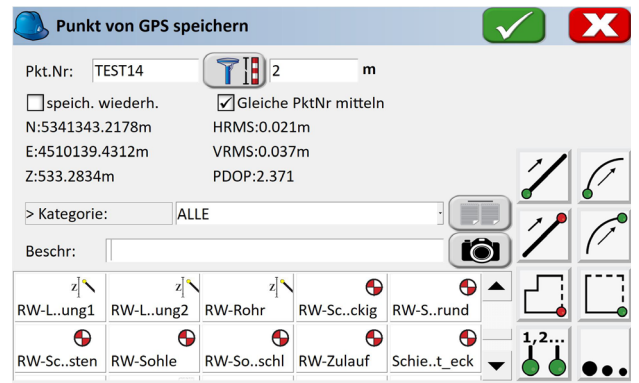 Punkt von GPS speichern
Pkt.Nr: TEST14 2 m
speich. wiederh. Gleiche PktNr mitteln
N:5341343.2178m HRMS:0.021m
E:4510139.4312m VRMS:0.037m
Z:533.2834m PDOP:2.371
> Kategorie: ALLE
Beschr:
z z z
RW-L..ung1 RW-L..ung2 RW-Rohr RW-Sc..ckig RW-S..rund
1,2...
RW-Sc..sten RW-Sohle RW-So..schl RW-Zulauf Schie..t_eck